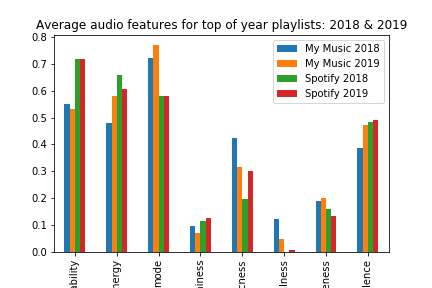 Average audio features for top of year playlists: 2018 & 2019
My Music 2018
My Music 2019
Spotify 2018
Spotify 2019
0.8
0.7
0.6
0.5
0.4
0.3
0.2
0.1
0.0
ability
nergy
mode
iness
cness
lness
eness
lence